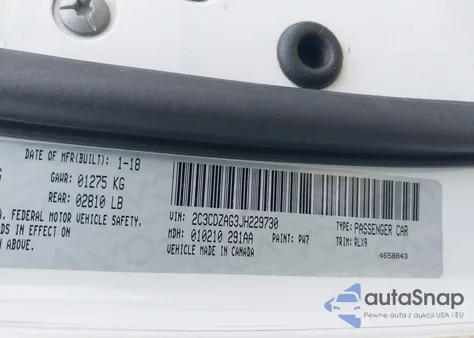 DATE OF MFR(BUILT): 1-18
GAWR: 01275 KG
REAR: 02810 LB
FEDERAL MOTOR VEHICLE SAFETY,
IN EFFECT ON
VIN: 2C3CDZAG3JH229730
MDH: 010210 291AA PAINT: PW7
VEHICLE MADE IN CANADA
TYPE: PASSENGER CAR
TRIM: RLX9
4658843
autoSnap
Pewne auta z aukcji USA i EU